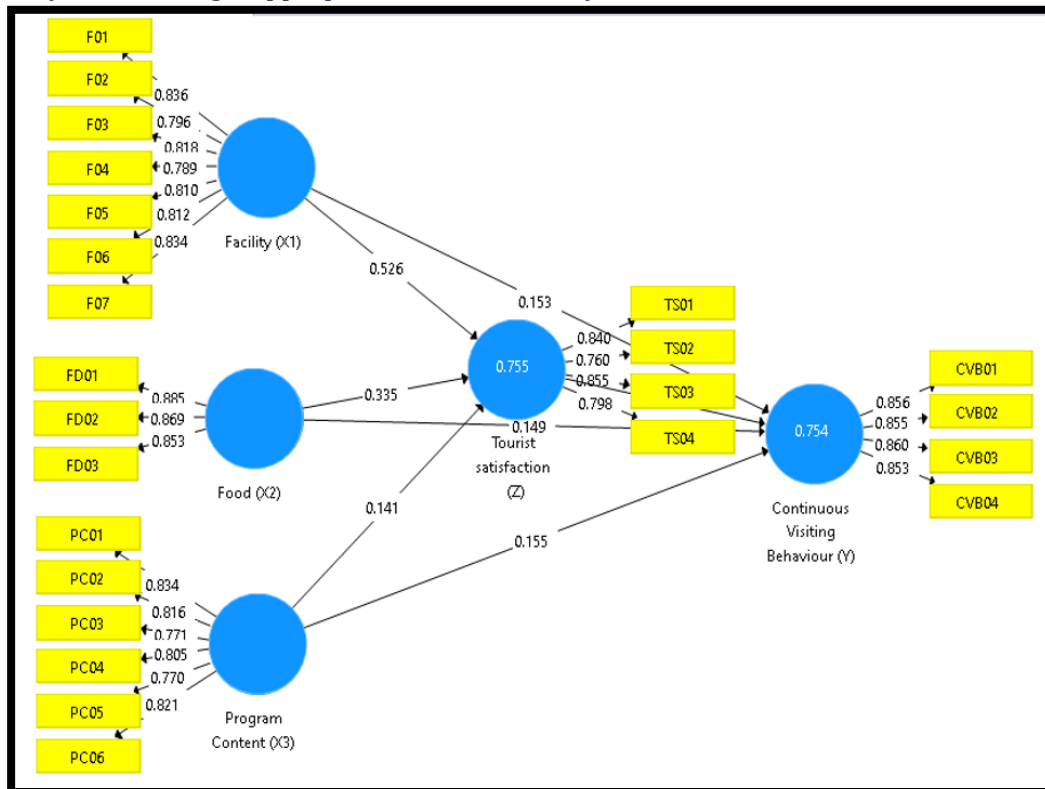 F01
F02
F03
F04
F05
F06
F07
0.836
0.796
0.818
0.789
0.810
0.812
0.834
Facility (X1)
0.526
0.153
FD01
FD02
FD03
0.885
0.869
0.853
Food (X2)
0.335
0.149
PC01
PC02
PC03
PC04
PC05
PC06
0.834
0.816
0.771
0.805
0.770
0.821
Program
Content (X3)
0.141
0.155
0.755
Tourist
satisfaction
(Z)
0.840
0.760
0.855
0.798
TS01
TS02
TS03
TS04
0.754
Continuous
Visiting
Behaviour (Y)
0.856
0.855
0.860
0.853
CVB01
CVB02
CVB03
CVB04